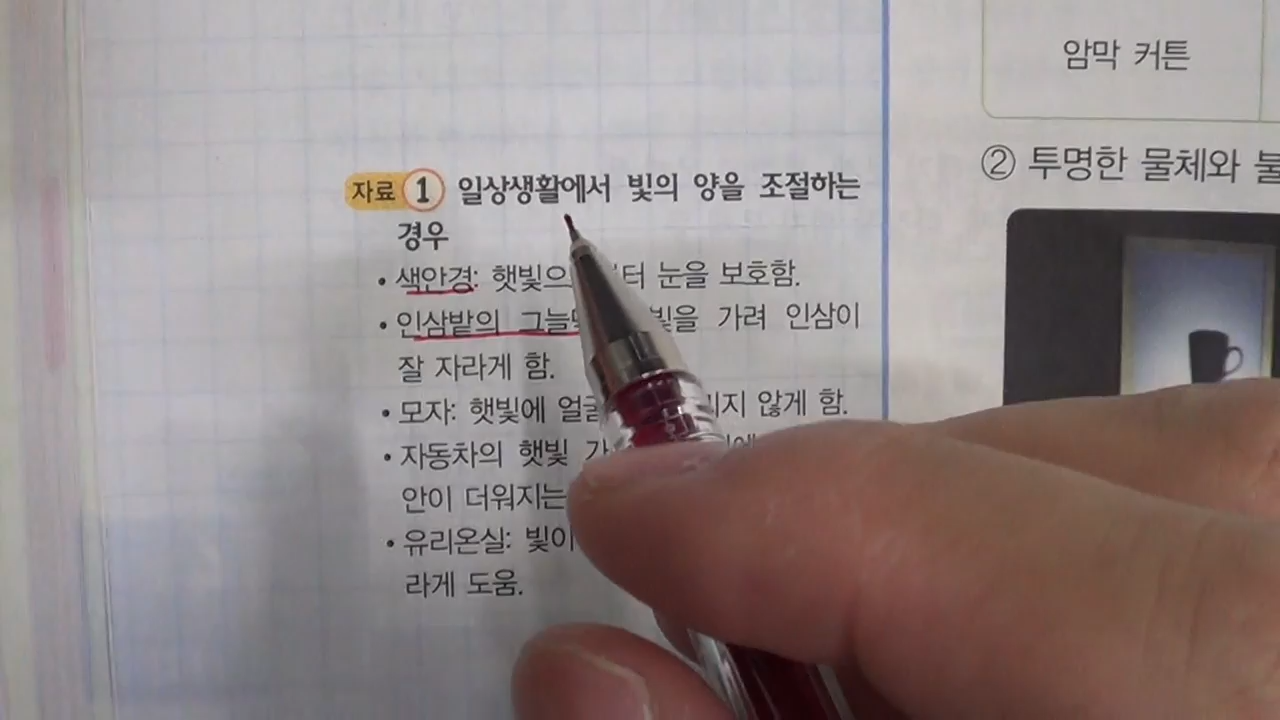 자료 1 일상생활에서 빛의 양을 조절하는
경우
• 색안경: 햇빛으 터 눈을 보호함.
• 인삼밭의 그늘 빛을 가려 인삼이
잘 자라게 함.
• 모자: 햇빛에 얼 지 않게 함.
• 자동차의 햇빛
안이 더워지는
• 유리온실: 빛이
라게 도움.
암막 커튼
② 투명한 물체와